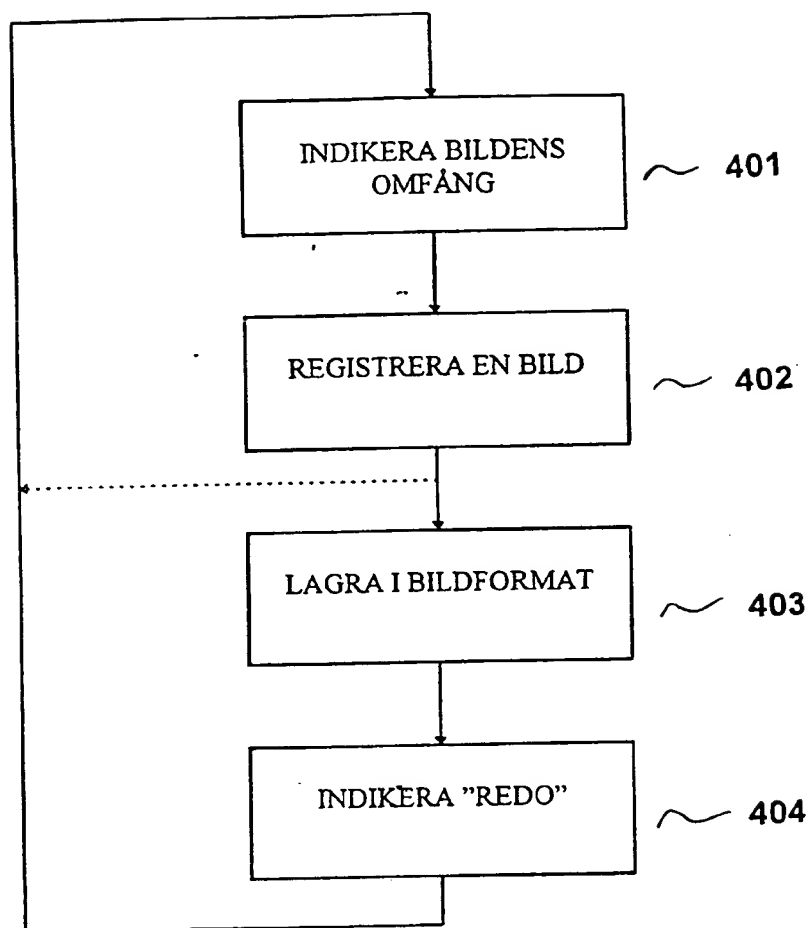 INDIKERA BILDENS
OMFÅNG
401
REGISTRERA EN BILD
402
LAGRA I BILDFORMAT
403
INDIKERA ”REDO”
404